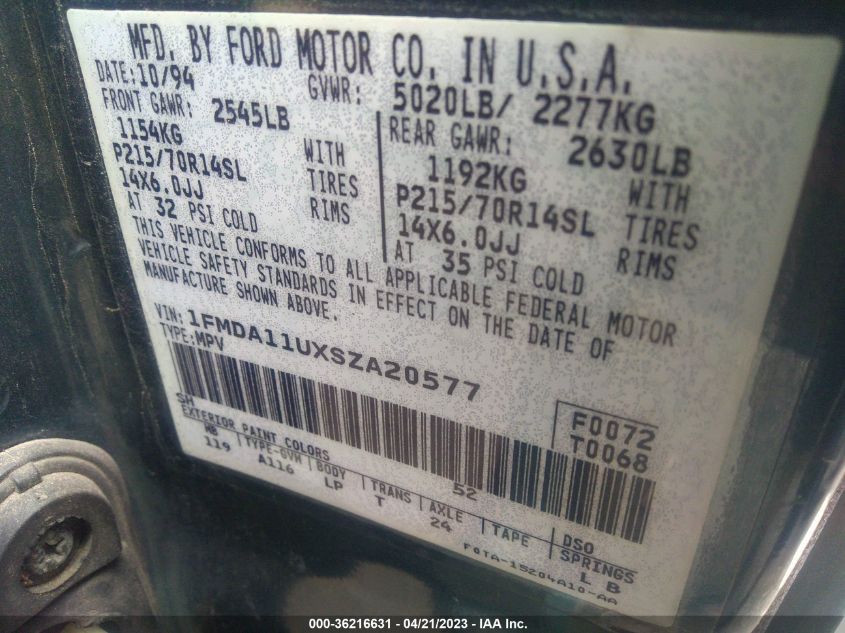 MFD. BY FORD MOTOR CO. IN U.S.A.
DATE: 10/94 GVWR: 5020LB/ 2277KG
FRONT GAWR: 2545LB REAR GAWR: 2630LB
1154KG WITH 1192KG WITH
P215/70R14SL TIRES P215/70R14SL TIRES
14X6.0JJ RIMS 14X6.0JJ RIMS
AT 32 PSI COLD AT 35 PSI COLD
THIS VEHICLE CONFORMS TO ALL APPLICABLE FEDERAL MOTOR
VEHICLE SAFETY STANDARDS IN EFFECT ON THE DATE OF
MANUFACTURE SHOWN ABOVE.
VIN: 1FMDA11UXSZA20577
TYPE: MPV
F0072
T0068
SH 52
EXTERIOR PAINT COLORS DSO
TYPE-GVW BODY TRANS AXLE TAPE SPRINGS
119 A116 LP T 24 L B
F0TA-15204A10-AA
000-36216631 - 04/21/2023 - IAA Inc.